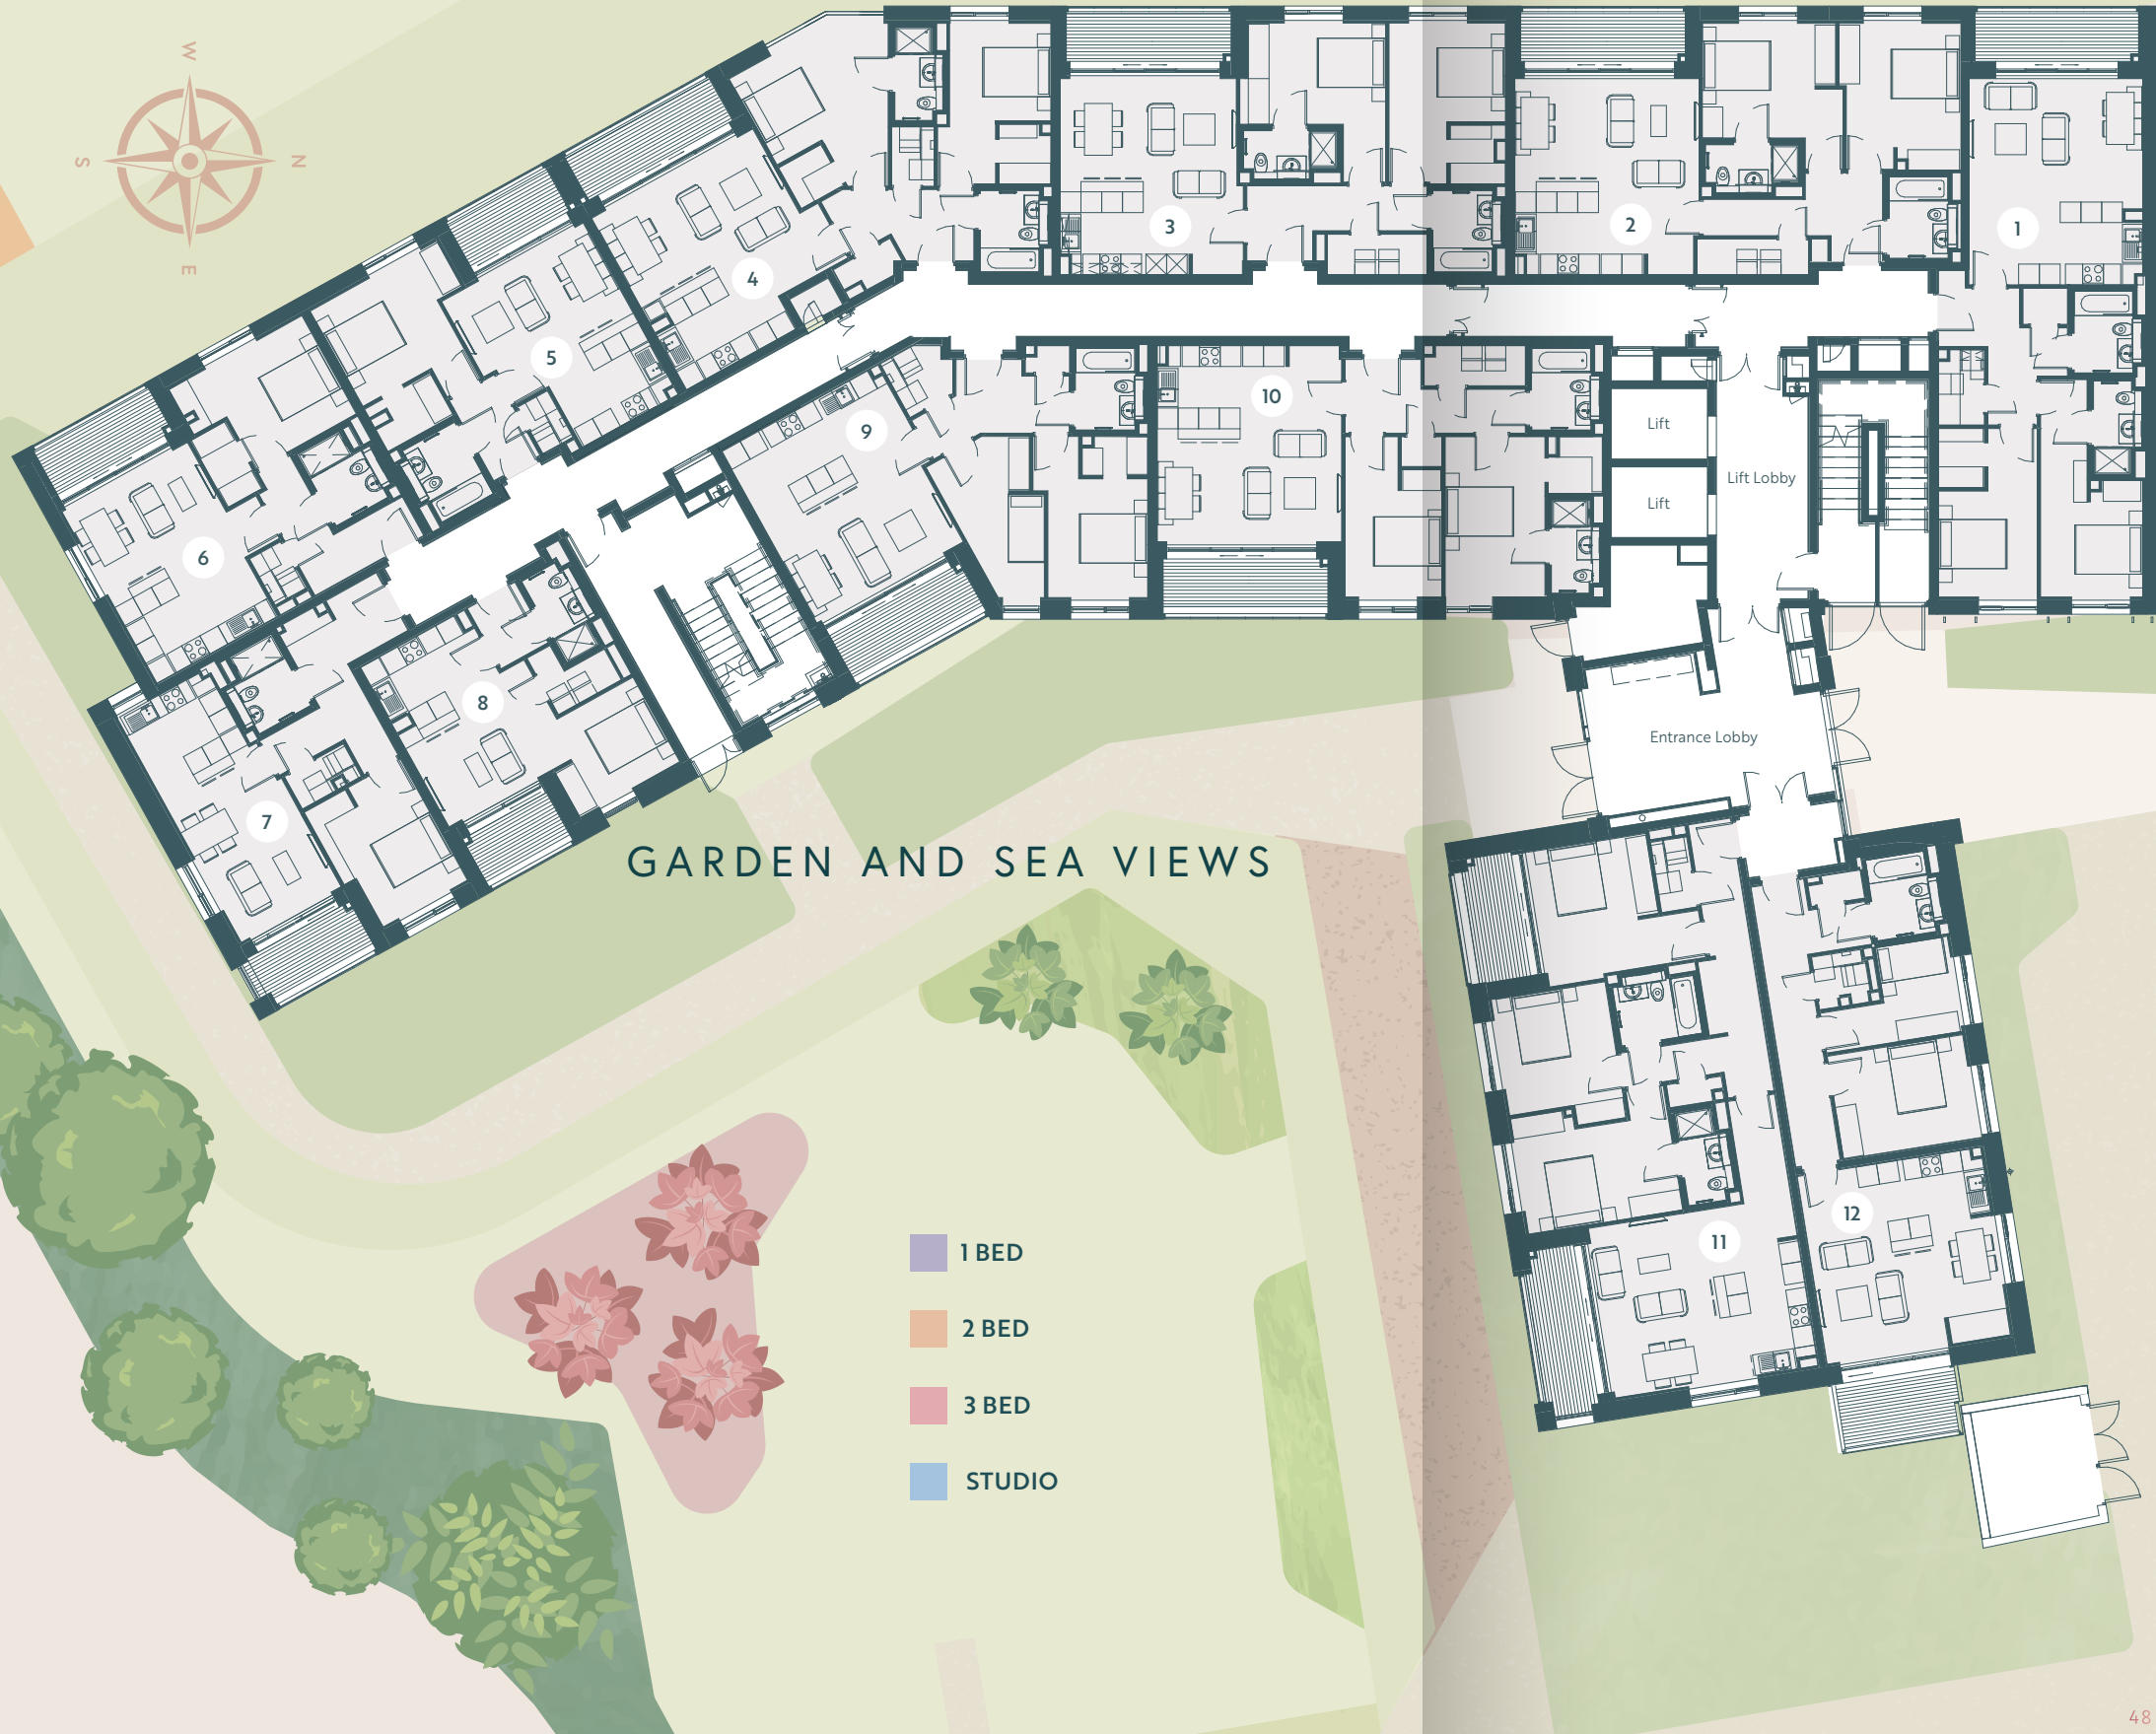 W
S
N
E
3
2
1
4
5
10
9
Lift
Lift Lobby
Lift
6
8
Entrance Lobby
7
GARDEN AND SEA VIEWS
12
11
1 BED
2 BED
3 BED
STUDIO
48